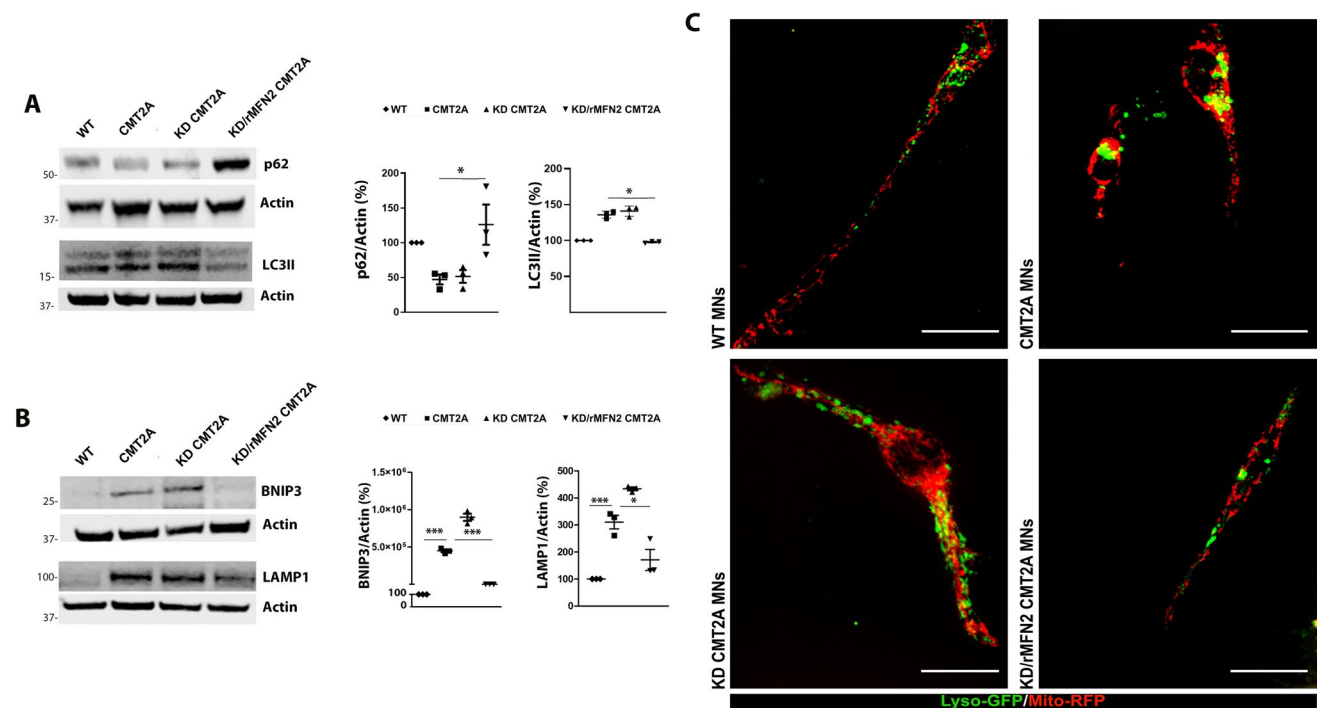 A
WT
CMT2A
KD CMT2A
KD/rMFN2 CMT2A
50-
p62
37-
Actin
15-
LC3II
37-
Actin
WT CMT2A KD CMT2A KD/rMFN2 CMT2A
p62/Actin (%)
200
150
100
50
0
*
LC3II/Actin (%)
200
150
100
50
*
B
WT
CMT2A
KD CMT2A
KD/rMFN2 CMT2A
25-
BNIP3
37-
Actin
100-
LAMP1
37-
Actin
WT CMT2A KD CMT2A KD/rMFN2 CMT2A
BNIP3/Actin (%)
1.5×10⁶
1.0×10⁶
5.0×10⁵
100
0
***
***
LAMP1/Actin (%)
500
400
300
200
100
0
***
*
C
WT MNs
CMT2A MNs
KD CMT2A MNs
KD/rMFN2 CMT2A MNs
Lyso-GFP/Mito-RFP